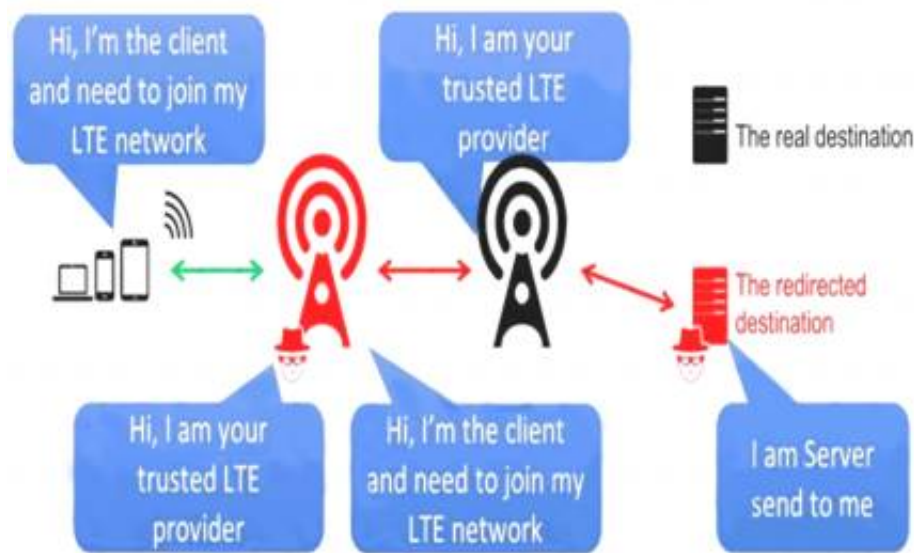 Hi, I'm the client
and need to join my
LTE network
Hi, I am your
trusted LTE
provider
The real destination
The redirected
destination
Hi, I am your
trusted LTE
provider
Hi, I'm the client
and need to join my
LTE network
I am Server
send to me